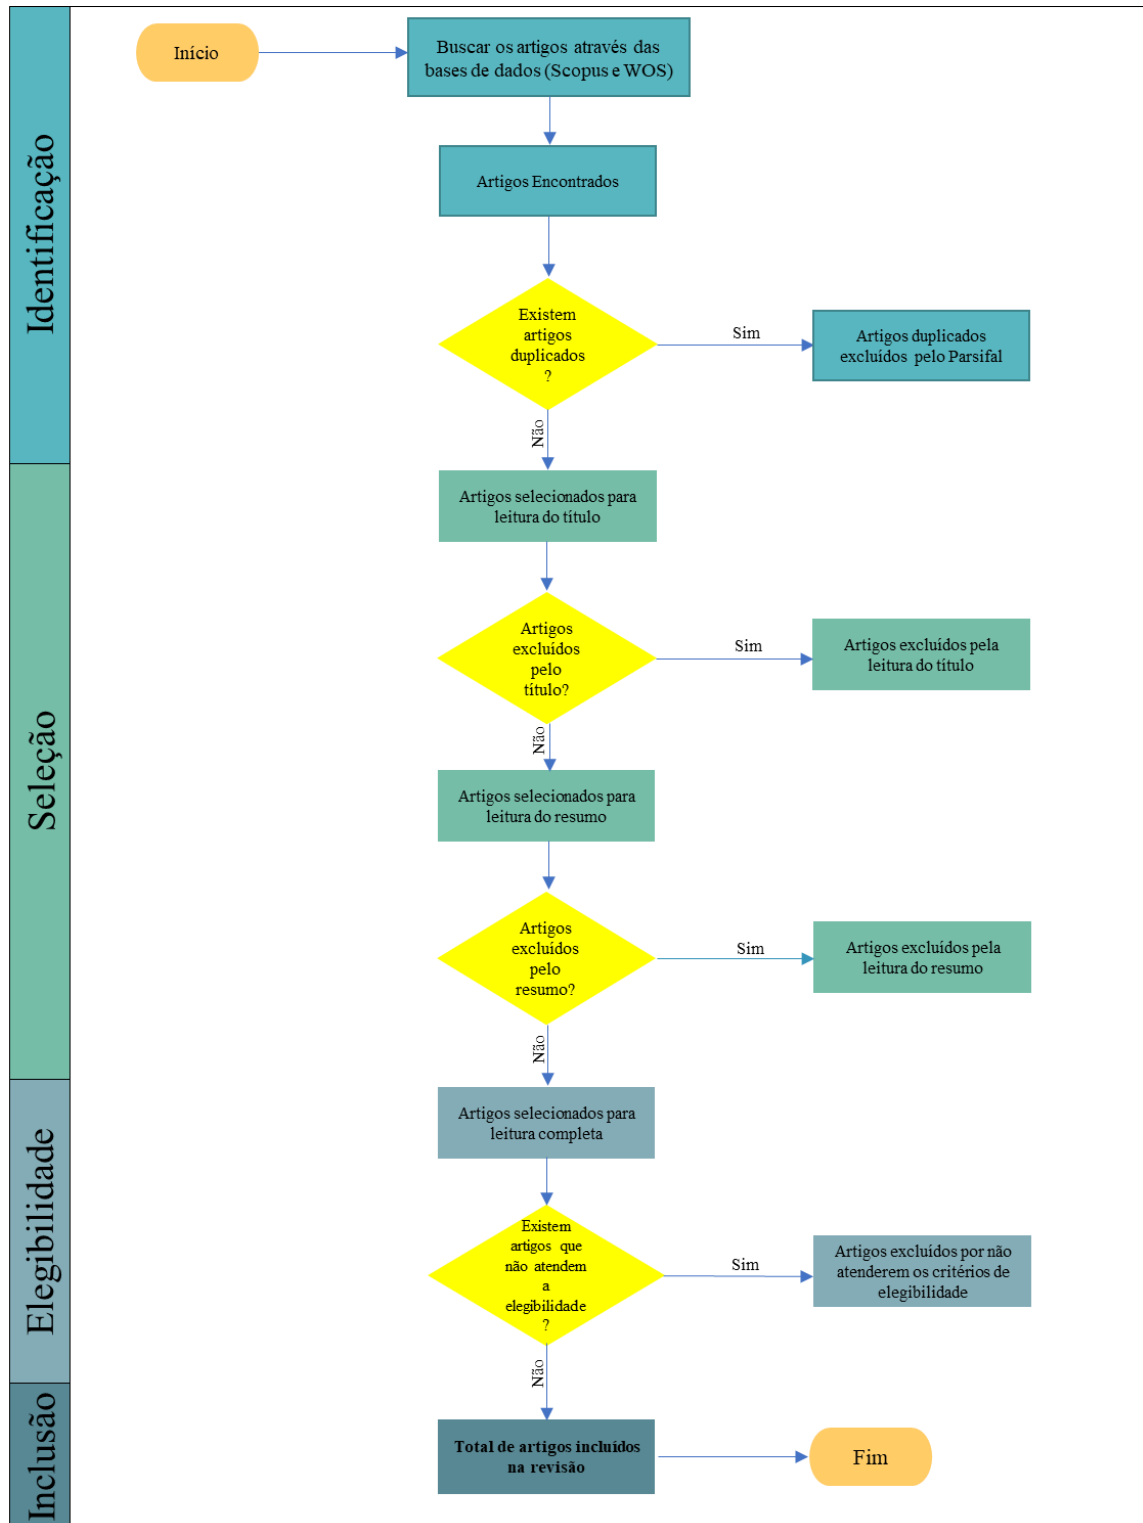 Identificação
Início
Buscar os artigos através das
bases de dados (Scopus e WOS)
Artigos Encontrados
Existem
artigos
duplicados
?
Sim
Artigos duplicados
excluídos pelo Parsifal
Não
Seleção
Artigos selecionados para
leitura do título
Artigos
excluídos
pelo
título?
Sim
Artigos excluídos pela
leitura do título
Não
Artigos selecionados para
leitura do resumo
Artigos
excluídos
pelo
resumo?
Sim
Artigos excluídos pela
leitura do resumo
Não
Elegibilidade
Artigos selecionados para
leitura completa
Existem
artigos que
não atendem
a
elegibilidade
?
Sim
Artigos excluídos por não
atenderem os critérios de
elegibilidade
Não
Inclusão
Total de artigos incluídos
na revisão
Fim